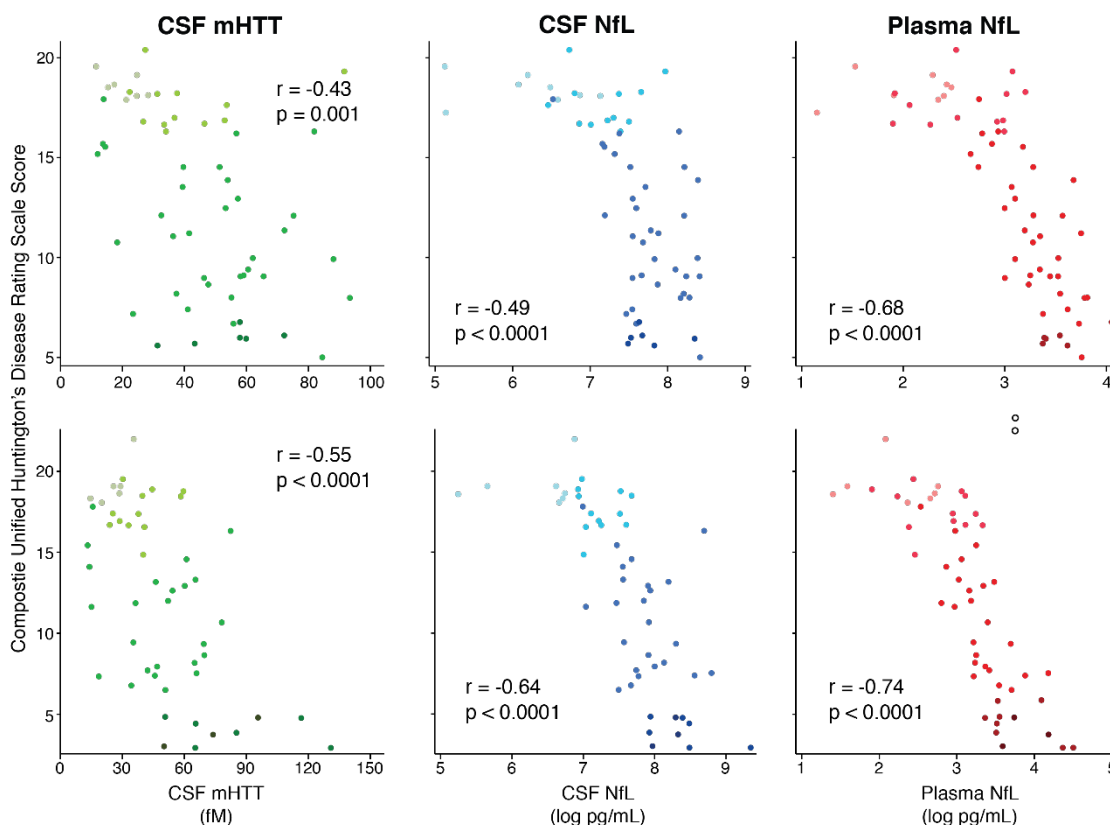 CSF mHTT
CSF NfL
Plasma NfL
Compostie Unified Huntington's Disease Rating Scale Score
20
15
10
5
r = -0.43
p = 0.001
0 20 40 60 80 100
r = -0.49
p < 0.0001
5 6 7 8 9
r = -0.68
p < 0.0001
1 2 3 4
20
15
10
5
r = -0.55
p < 0.0001
0 30 60 90 120 150
CSF mHTT
(fM)
r = -0.64
p < 0.0001
5 6 7 8 9
CSF NfL
(log pg/mL)
r = -0.74
p < 0.0001
1 2 3 4 5
Plasma NfL
(log pg/mL)